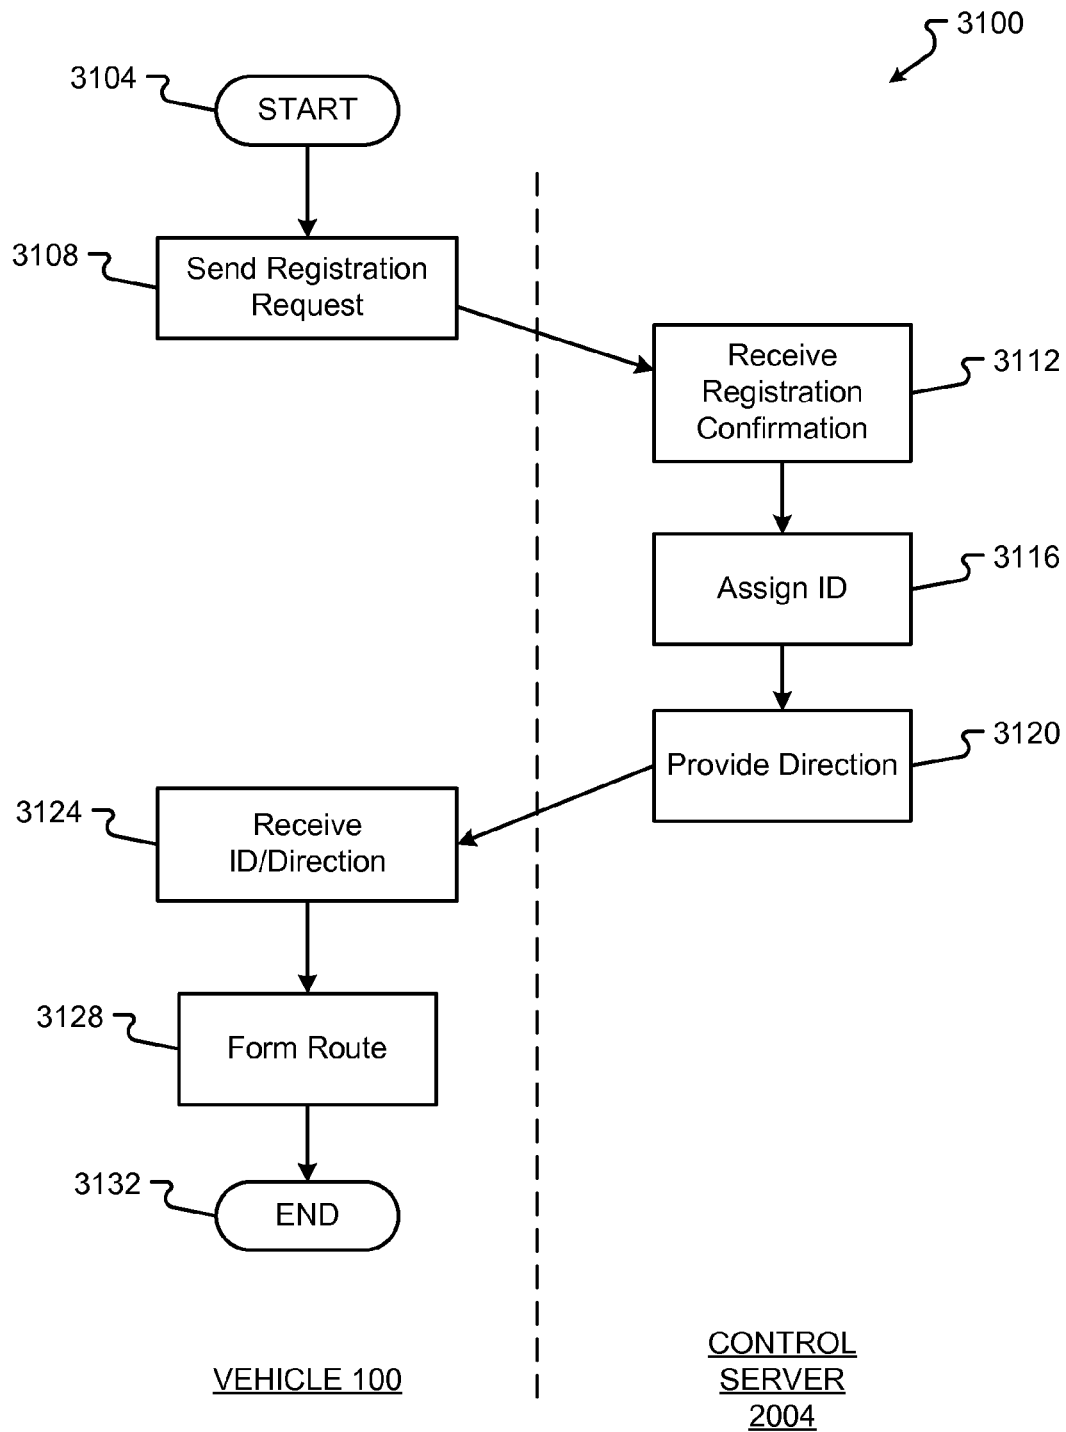 3100
3104
START
3108
Send Registration
Request
Receive
Registration
Confirmation
3112
Assign ID
3116
Provide Direction
3120
3124
Receive
ID/Direction
3128
Form Route
3132
END
VEHICLE 100
CONTROL
SERVER
2004